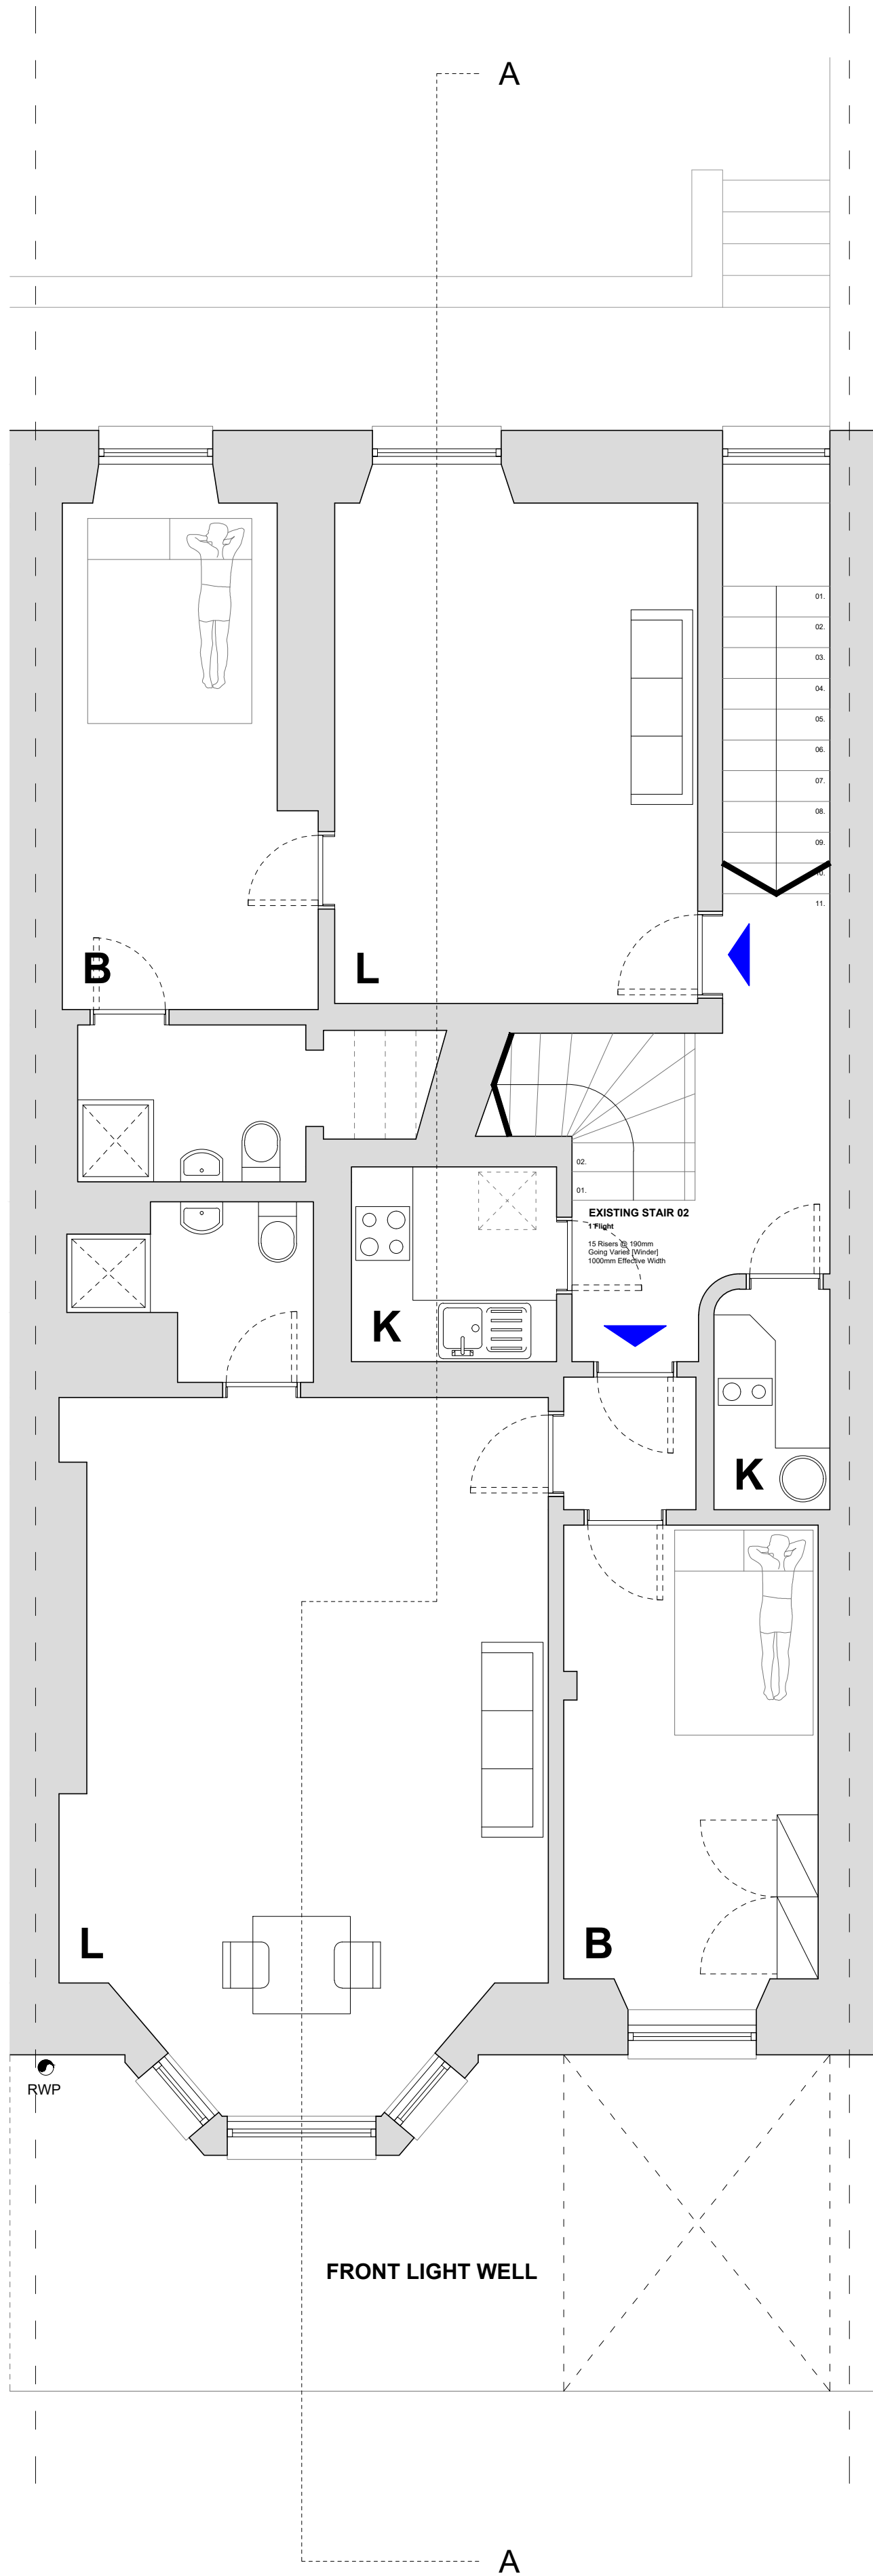 A
01.
02.
03.
04.
05.
06.
07.
08.
09.
10.
11.
B
L
02.
01.
EXISTING STAIR 02
1 Flight
15 Risers @ 190mm
Going Varies [Winder]
1000mm Effective Width
K
K
L
B
RWP
FRONT LIGHT WELL
A